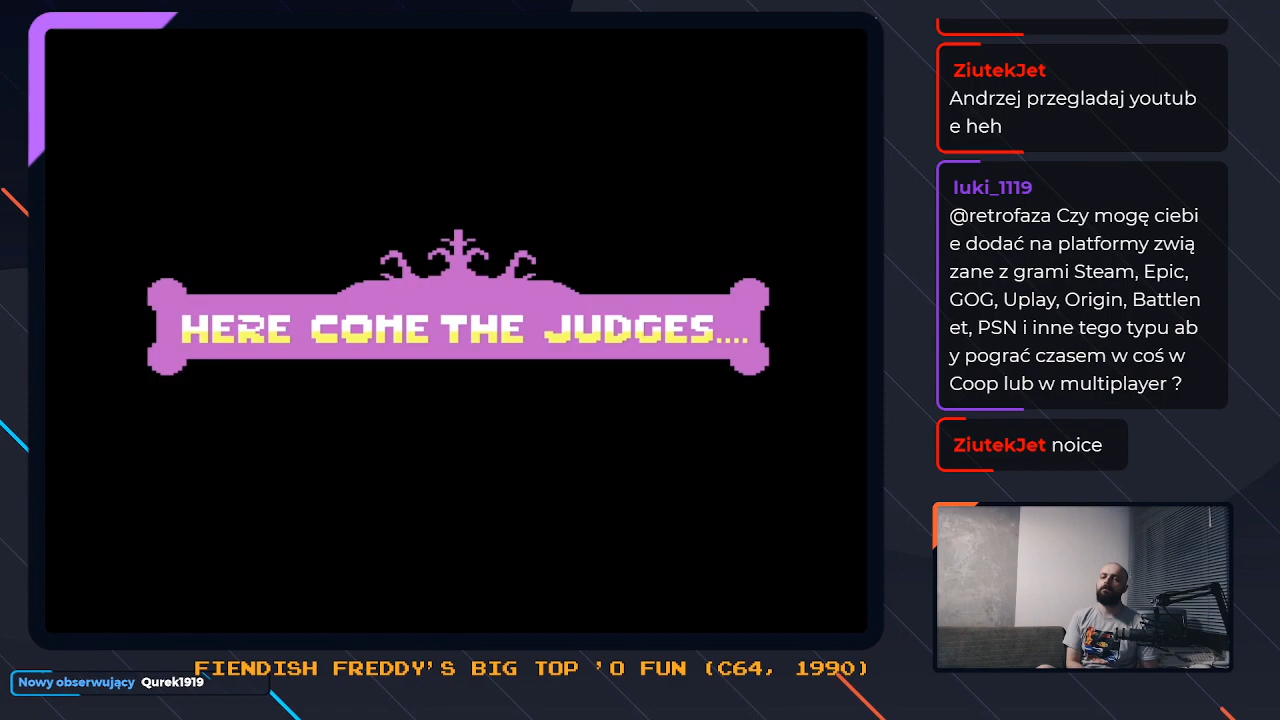 HERE COME THE JUDGES....
FIENDISH FREDDY'S BIG TOP 'O FUN (C64, 1990)
Nowy obserwujący Qurek1919
ZiutekJet
Andrzej przegladaj youtub
e heh
luki_1119
@retrofaza Czy mogę ciebi
e dodać na platformy zwią
zane z grami Steam, Epic,
GOG, Uplay, Origin, Battlen
et, PSN i inne tego typu ab
y pograć czasem w coś w
Coop lub w multiplayer ?
ZiutekJet noice